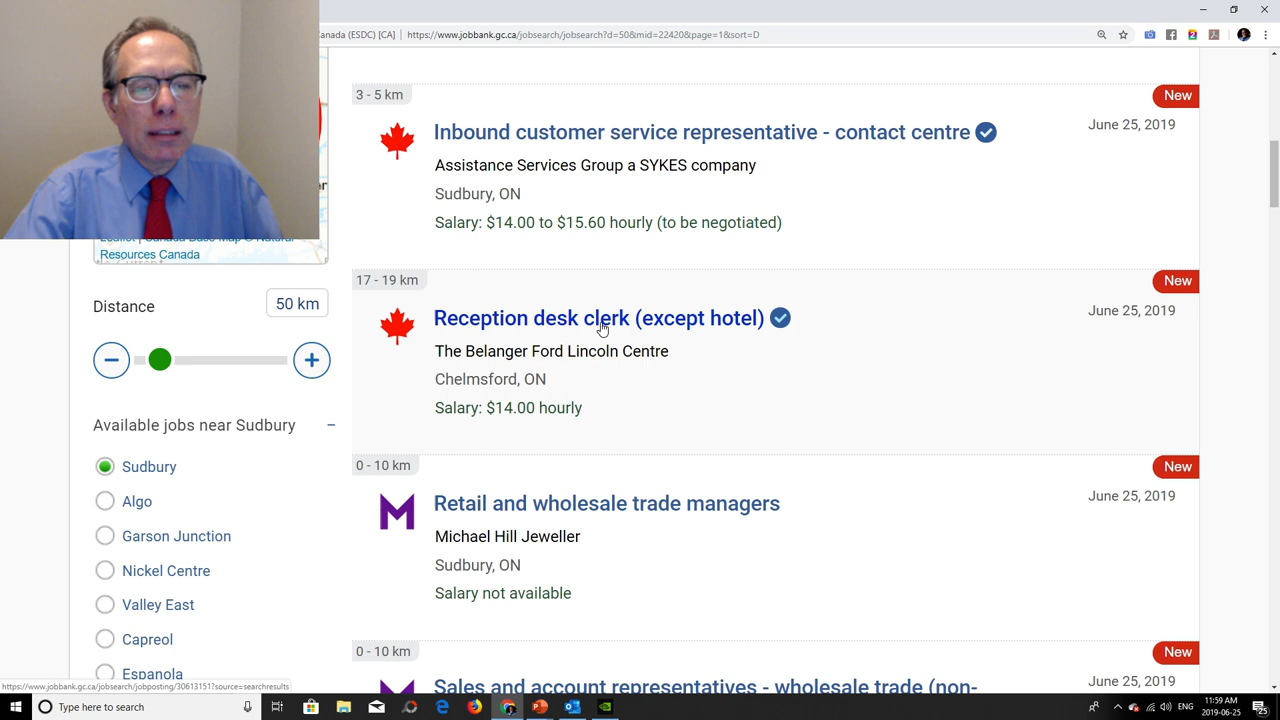 anada (ESDC) [CA]
https://www.jobbank.gc.ca/jobsearch/jobsearch?d=50&mid=22420&page=1&sort=D
3 - 5 km
New
Inbound customer service representative - contact centre
June 25, 2019
Assistance Services Group a SYKES company
Sudbury, ON
Salary: $14.00 to $15.60 hourly (to be negotiated)
Resources Canada
Distance
50 km
Available jobs near Sudbury
Sudbury
Algo
Garson Junction
Nickel Centre
Valley East
Capreol
Espanola
17 - 19 km
New
Reception desk clerk (except hotel)
June 25, 2019
The Belanger Ford Lincoln Centre
Chelmsford, ON
Salary: $14.00 hourly
0 - 10 km
New
Retail and wholesale trade managers
June 25, 2019
Michael Hill Jeweller
Sudbury, ON
Salary not available
0 - 10 km
New
Sales and account representatives - wholesale trade (non-
June 25, 2019
https://www.jobbank.gc.ca/jobsearch/jobposting/30613151?source=searchresults
Type here to search
ENG
11:59 AM
2019-06-25